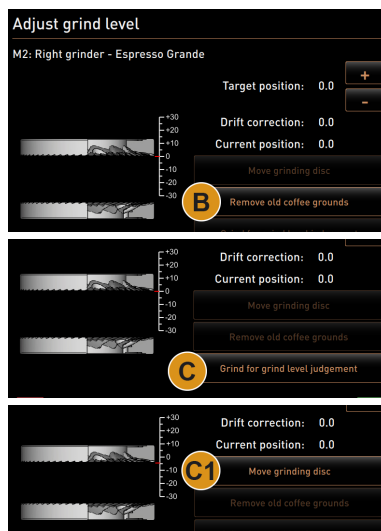 Adjust grind level
M2: Right grinder - Espresso Grande
+
Target position: 0.0
-
+30
+20
+10
0
-10
-20
-30
Drift correction: 0.0
Current position: 0.0
Move grinding disc
B
Remove old coffee grounds
+30
+20
+10
0
-10
-20
-30
Drift correction: 0.0
Current position: 0.0
Move grinding disc
Remove old coffee grounds
C
Grind for grind level judgement
+30
+20
+10
0
-10
-20
-30
Drift correction: 0.0
Current position: 0.0
C1
Move grinding disc
Remove old coffee grounds